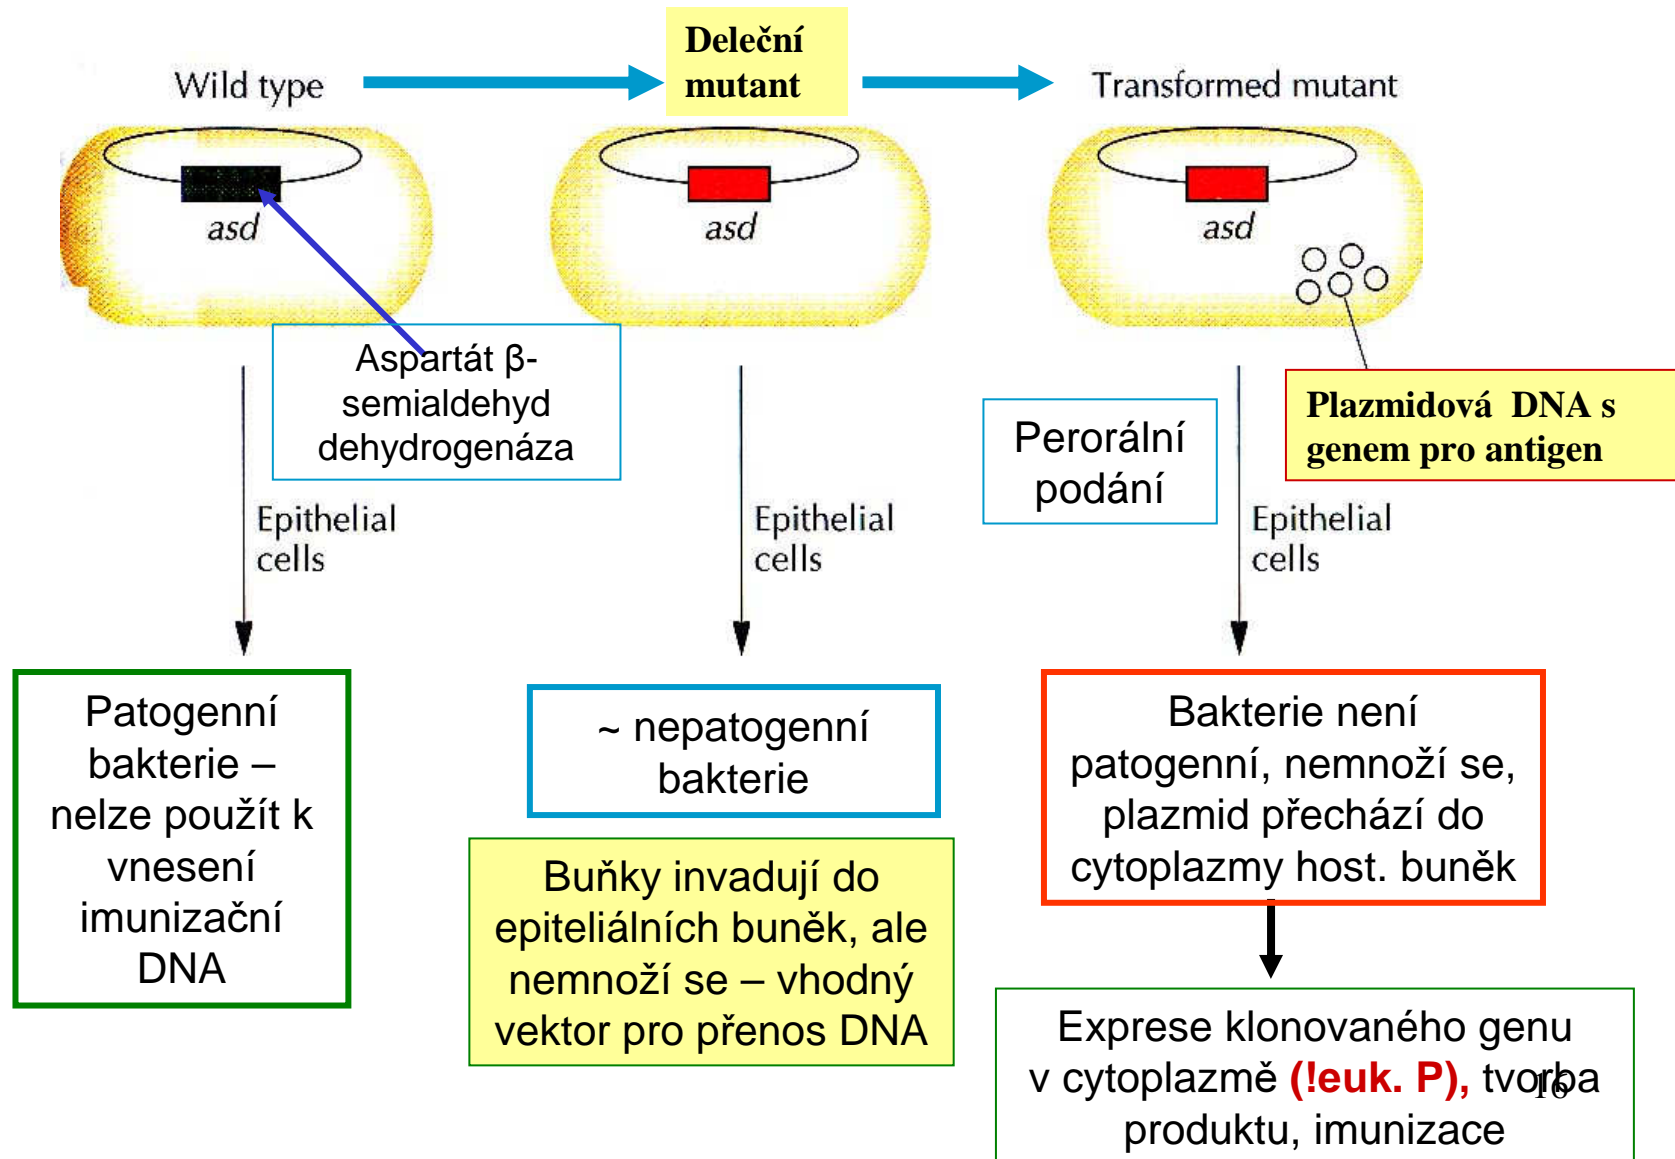 Wild type
Deleční
mutant
Transformed mutant
asd
asd
asd
Aspartát β-
semialdehyd
dehydrogenáza
Perorální
podání
Plazmidová DNA s
genem pro antigen
Epithelial
cells
Epithelial
cells
Epithelial
cells
Patogenní
bakterie –
nelze použít k
vnesení
imunizační
DNA
~ nepatogenní
bakterie
Buňky invadují do
epiteliálních buněk, ale
nemnoží se – vhodný
vektor pro přenos DNA
Bakterie není
patogenní, nemnoží se,
plazmid přechází do
cytoplazmy host. buněk
Exprese klonovaného genu
v cytoplazmě (!euk. P), tvorba
produktu, imunizace
16